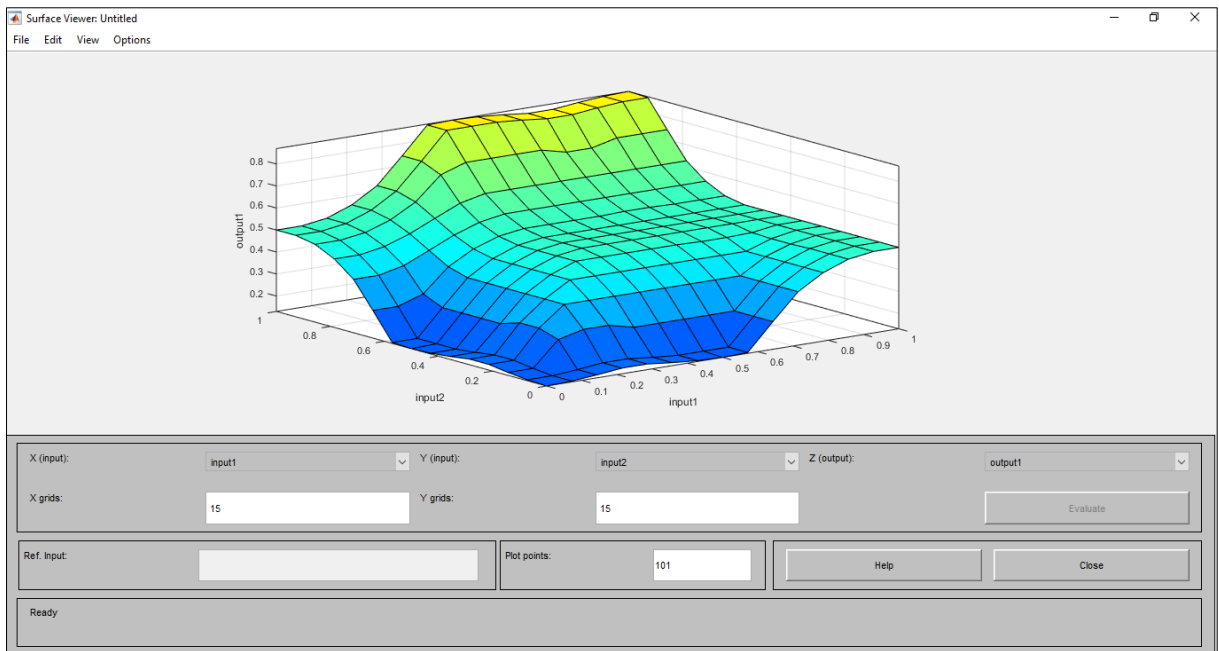 Surface Viewer: Untitled
File Edit View Options
output1
0.8
0.7
0.6
0.5
0.4
0.3
0.2
1
0.8
0.6
0.4
0.2
0
input2
0
0.1
0.2
0.3
0.4
0.5
0.6
0.7
0.8
0.9
1
input1
X (input): input1 Y (input): input2 Z (output): output1
X grids: 15 Y grids: 15 Evaluate
Ref. Input: Plot points: 101 Help Close
Ready